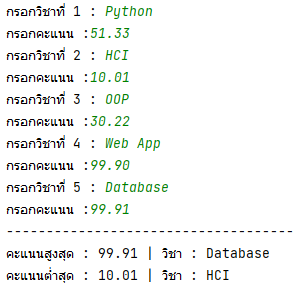 กรอกวิชาที่ 1 : Python
กรอกคะแนน :51.33
กรอกวิชาที่ 2 : HCI
กรอกคะแนน :10.01
กรอกวิชาที่ 3 : OOP
กรอกคะแนน :30.22
กรอกวิชาที่ 4 : Web App
กรอกคะแนน :99.90
กรอกวิชาที่ 5 : Database
กรอกคะแนน :99.91
-----------------------------------
คะแนนสูงสุด : 99.91 | วิชา : Database
คะแนนต่ำสุด : 10.01 | วิชา : HCI